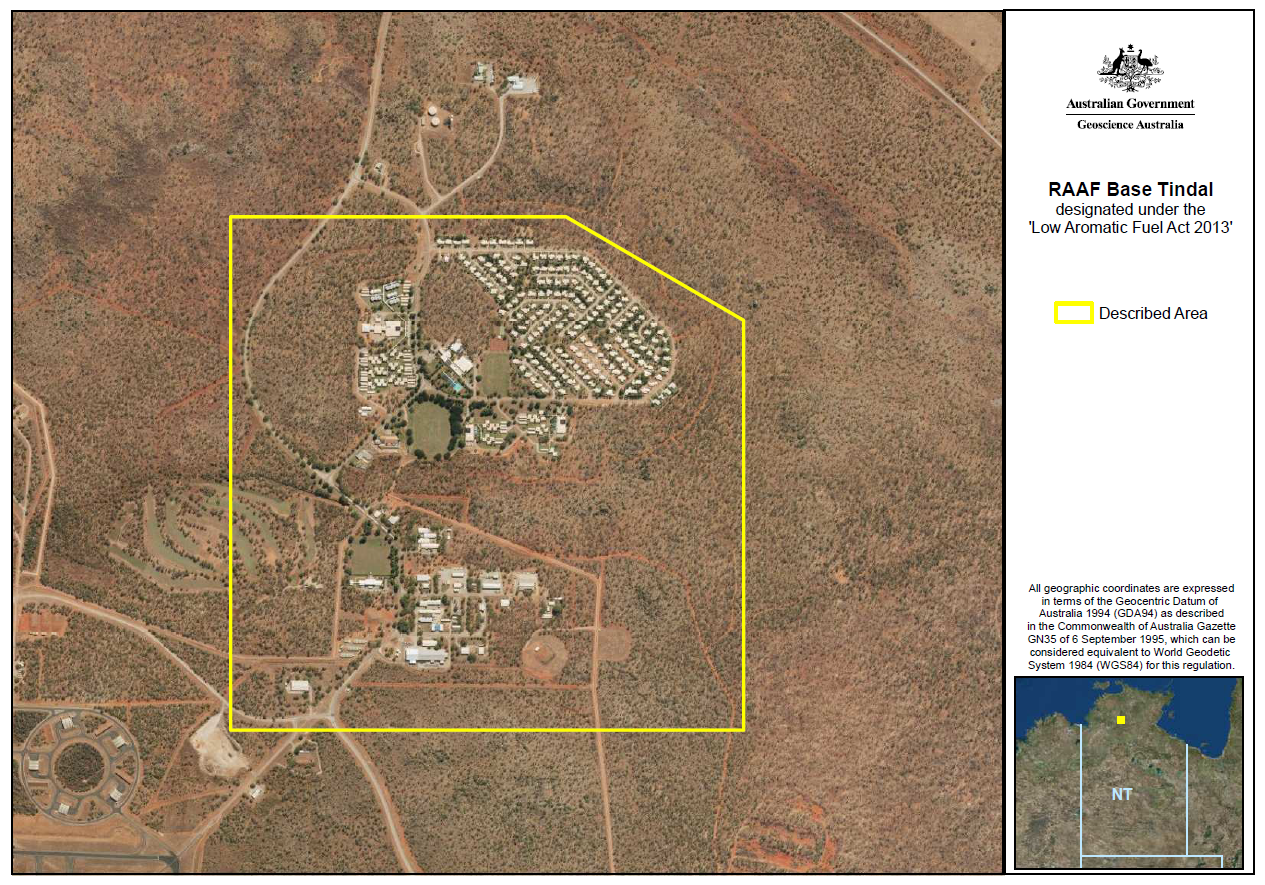 Australian Government
Geoscience Australia
RAAF Base Tindal
designated under the
'Low Aromatic Fuel Act 2013'
Described Area
All geographic coordinates are expressed
in terms of the Geocentric Datum of
Australia 1994 (GDA94) as described
in the Commonwealth of Australia Gazette
GN35 of 6 September 1995, which can be
considered equivalent to World Geodetic
System 1984 (WGS84) for this regulation.
NT